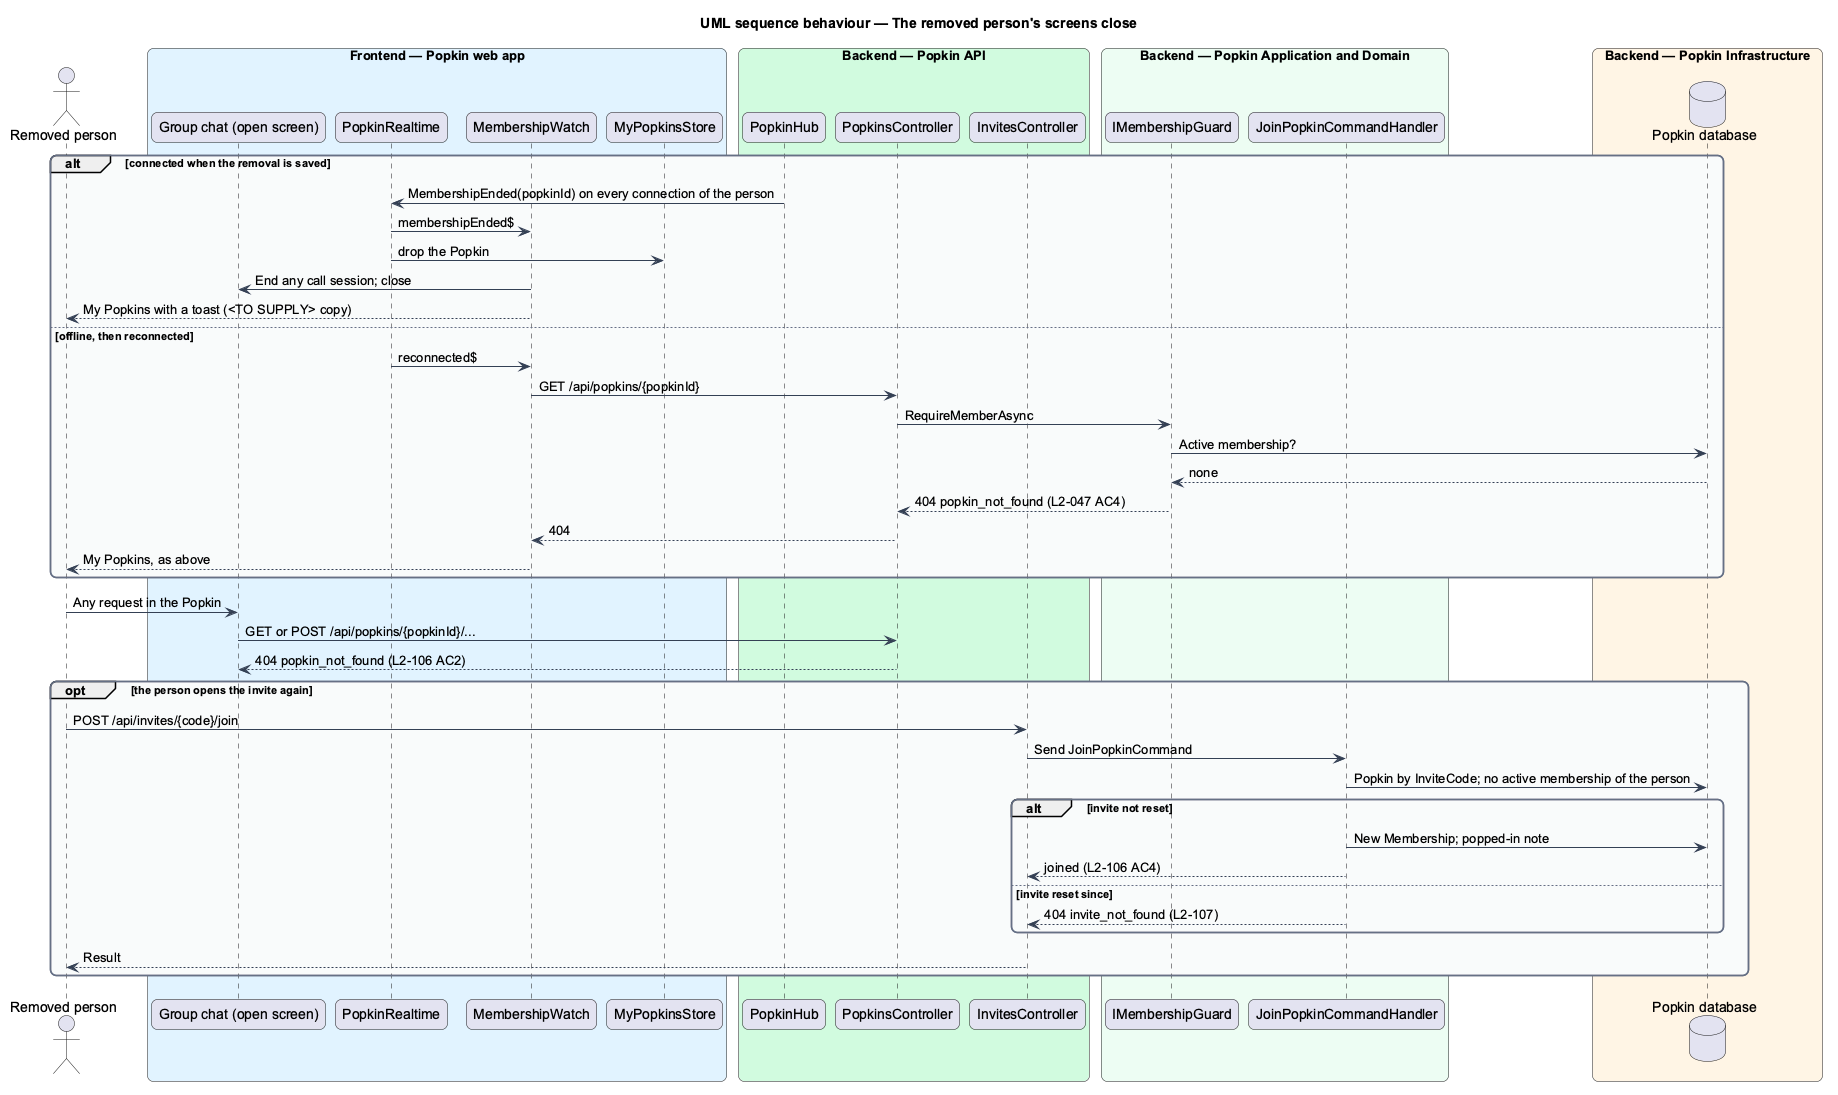 UML sequence behaviour — The removed person's screens close
Frontend — Popkin web app
Backend — Popkin API
Backend — Popkin Application and Domain
Backend — Popkin Infrastructure
Removed person
Group chat (open screen)
PopkinRealtime
MembershipWatch
MyPopkinsStore
PopkinHub
PopkinsController
InvitesController
IMembershipGuard
JoinPopkinCommandHandler
Popkin database
alt [connected when the removal is saved]
MembershipEnded(popkinId) on every connection of the person
membershipEnded$
drop the Popkin
End any call session; close
My Popkins with a toast (<TO SUPPLY> copy)
[offline, then reconnected]
reconnected$
GET /api/popkins/{popkinId}
RequireMemberAsync
Active membership?
none
404 popkin_not_found (L2-047 AC4)
404
My Popkins, as above
Any request in the Popkin
GET or POST /api/popkins/{popkinId}/...
404 popkin_not_found (L2-106 AC2)
opt [the person opens the invite again]
POST /api/invites/{code}/join
Send JoinPopkinCommand
Popkin by InviteCode; no active membership of the person
alt [invite not reset]
New Membership; popped-in note
joined (L2-106 AC4)
[invite reset since]
404 invite_not_found (L2-107)
Result
Removed person
Group chat (open screen)
PopkinRealtime
MembershipWatch
MyPopkinsStore
PopkinHub
PopkinsController
InvitesController
IMembershipGuard
JoinPopkinCommandHandler
Popkin database